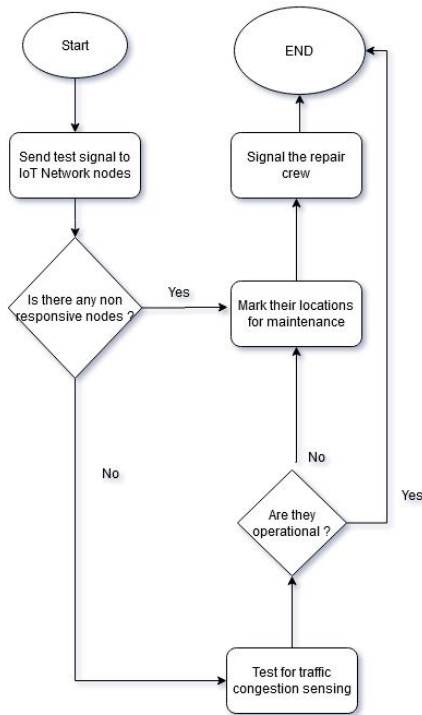 Start
END
Send test signal to
IoT Network nodes
Signal the repair
crew
Is there any non
responsive nodes ?
Yes
Mark their locations
for maintenance
No
No
Are they
operational ?
Yes
Test for traffic
congestion sensing